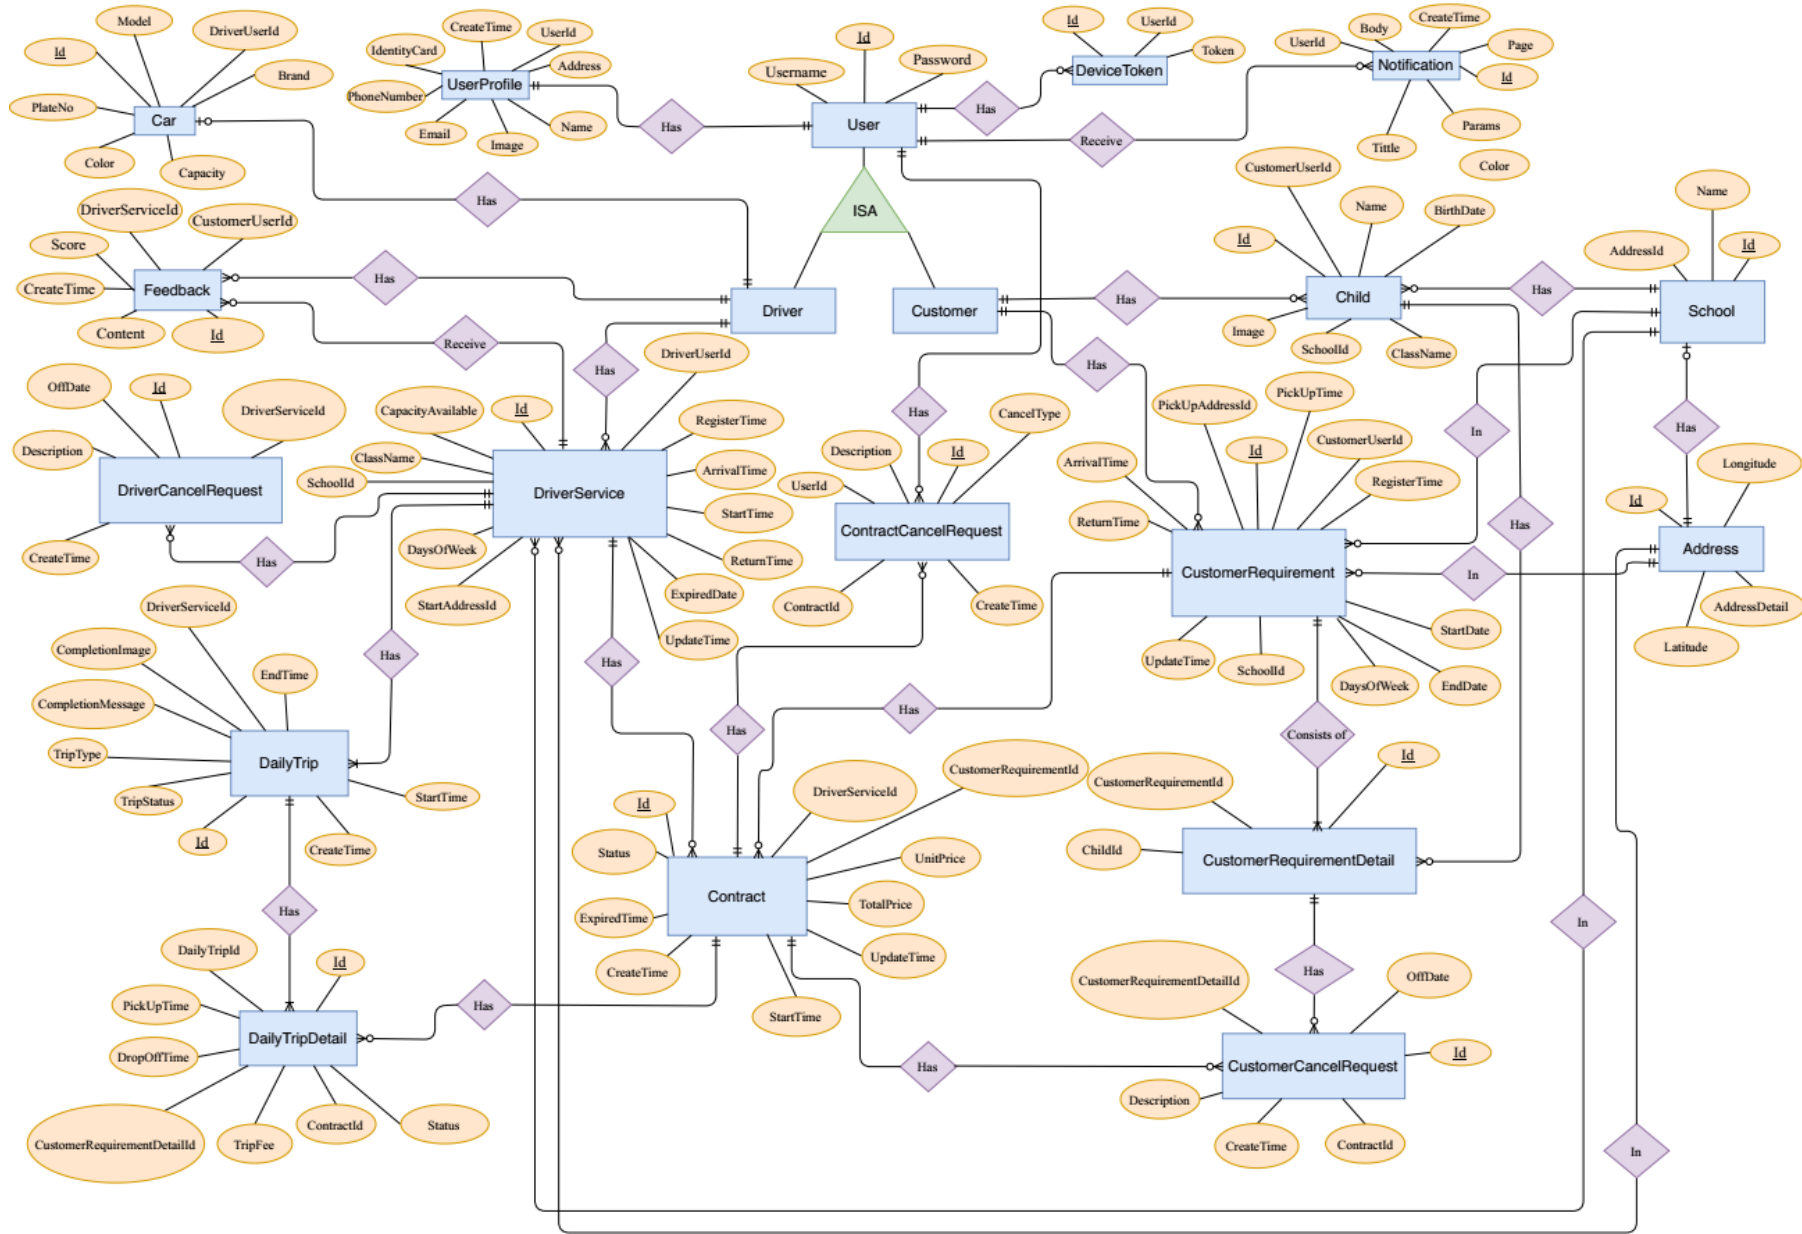 Model
DriverUserId
Id
Brand
PlateNo
Car
Color
Capacity
CreateTime
UserId
IdentityCard
Address
PhoneNumber
UserProfile
Email
Image
Name
Has
Id
Username
Password
User
ISA
Id
UserId
Token
DeviceToken
Has
Receive
Body
CreateTime
UserId
Page
Notification
Id
Params
Tittle
Color
Has
DriverServiceId
CustomerUserId
Score
CreateTime
Feedback
Content
Id
Has
Receive
Driver
Customer
Has
CustomerUserId
Name
BirthDate
Id
Child
Image
SchoolId
ClassName
Has
Has
Name
AddressId
Id
School
Has
OffDate
Id
DriverServiceId
Description
DriverCancelRequest
CreateTime
Has
DriverUserId
CapacityAvailable
Id
RegisterTime
ClassName
SchoolId
DriverService
ArrivalTime
StartTime
DaysOfWeek
ReturnTime
StartAddressId
ExpiredDate
UpdateTime
Has
CancelType
Description
Id
UserId
ContractCancelRequest
ContractId
CreateTime
Has
PickUpAddressId
PickUpTime
Id
CustomerUserId
ArrivalTime
RegisterTime
ReturnTime
CustomerRequirement
StartDate
UpdateTime
SchoolId
DaysOfWeek
EndDate
In
Has
In
Has
Longitude
Id
Address
AddressDetail
Latitude
DriverServiceId
CompletionImage
EndTime
CompletionMessage
TripType
DailyTrip
TripStatus
StartTime
Id
CreateTime
Has
Has
Has
Has
Consists of
CustomerRequirementId
DriverServiceId
Id
Status
UnitPrice
Contract
TotalPrice
ExpiredTime
UpdateTime
CreateTime
StartTime
Id
CustomerRequirementId
ChildId
CustomerRequirementDetail
In
Has
DailyTripId
Id
PickUpTime
DailyTripDetail
DropOffTime
CustomerRequirementDetailId
TripFee
ContractId
Status
Has
Has
Has
CustomerRequirementDetailId
OffDate
Id
CustomerCancelRequest
Description
CreateTime
ContractId
In